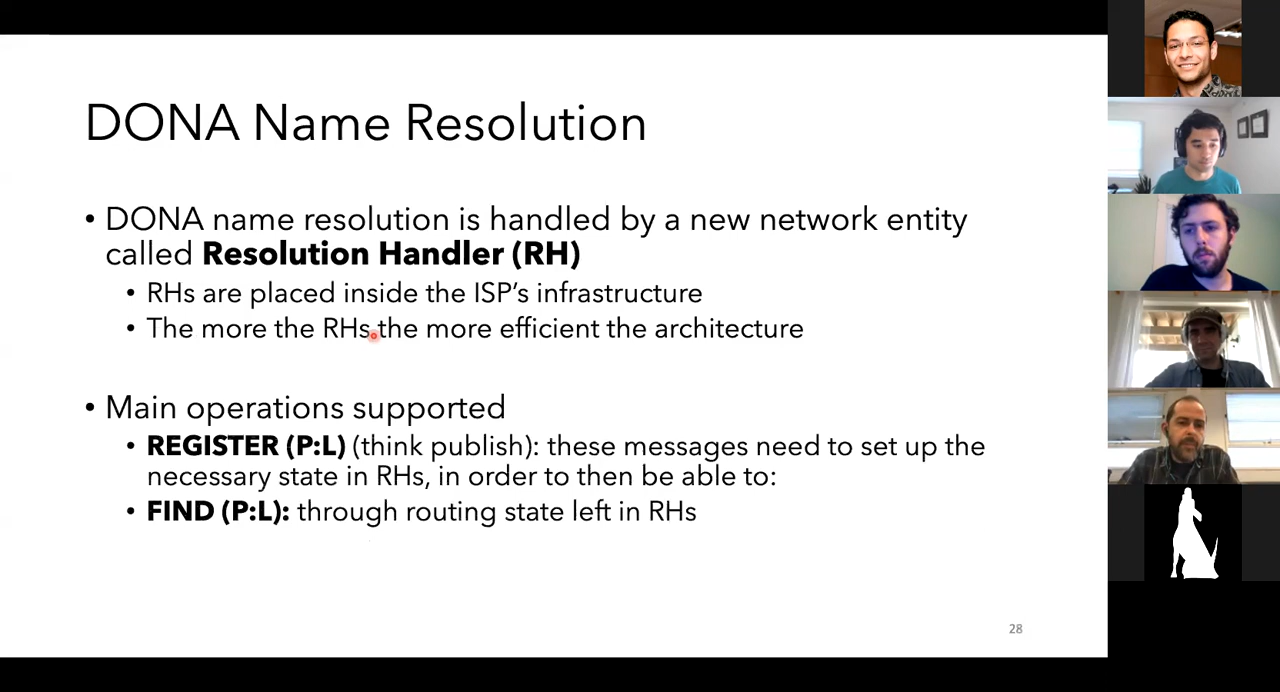 DONA Name Resolution
• DONA name resolution is handled by a new network entity
called Resolution Handler (RH)
• RHs are placed inside the ISP's infrastructure
• The more the RHs the more efficient the architecture
• Main operations supported
• REGISTER (P:L) (think publish): these messages need to set up the
necessary state in RHs, in order to then be able to:
• FIND (P:L): through routing state left in RHs
28